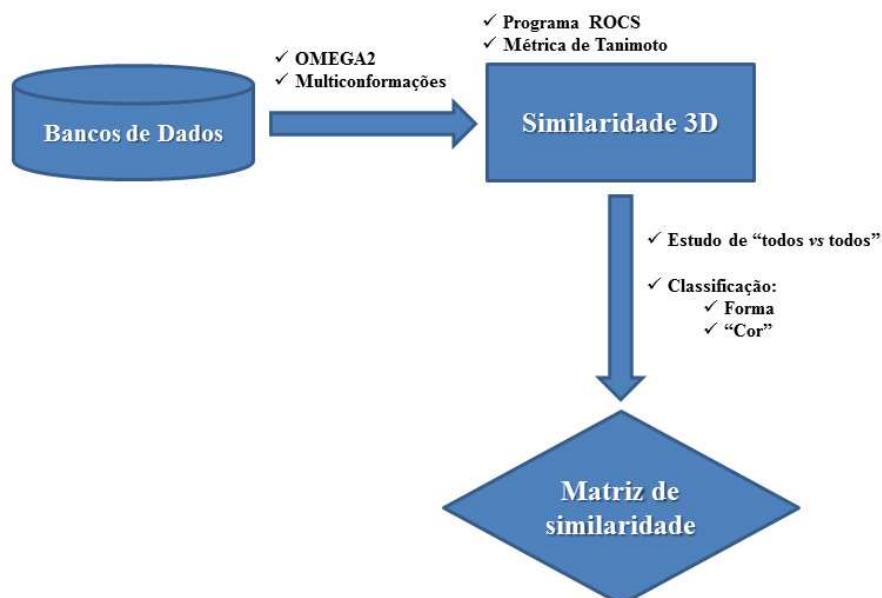 ✓ Programa ROCS
✓ Métrica de Tanimoto
✓ OMEGA2
✓ Multiconformações
Bancos de Dados
Similaridade 3D
✓ Estudo de “todos vs todos”
✓ Classificação:
✓ Forma
✓ “Cor”
Matriz de
similaridade